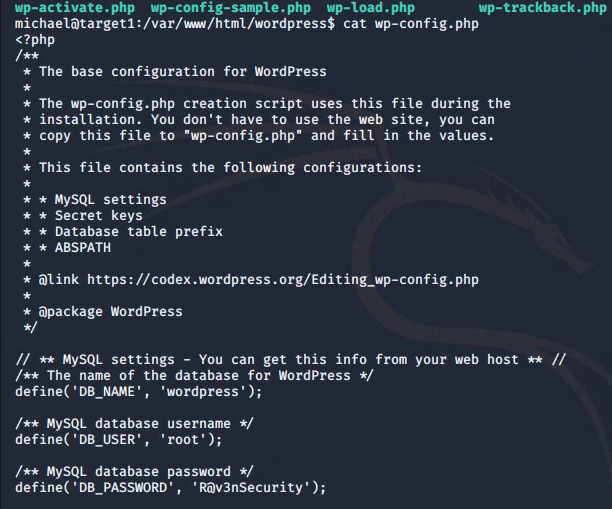 wp-activate.php wp-config-sample.php wp-load.php wp-trackback.php
michael@target1:/var/www/html/wordpress$ cat wp-config.php
<?php
/**
 * The base configuration for WordPress
 *
 * The wp-config.php creation script uses this file during the
 * installation. You don't have to use the web site, you can
 * copy this file to "wp-config.php" and fill in the values.
 *
 * This file contains the following configurations:
 *
 * * MySQL settings
 * * Secret keys
 * * Database table prefix
 * * ABSPATH
 *
 * @link https://codex.wordpress.org/Editing_wp-config.php
 *
 * @package WordPress
 */

// ** MySQL settings - You can get this info from your web host ** //
/** The name of the database for WordPress */
define('DB_NAME', 'wordpress');

/** MySQL database username */
define('DB_USER', 'root');

/** MySQL database password */
define('DB_PASSWORD', 'R@v3nSecurity');